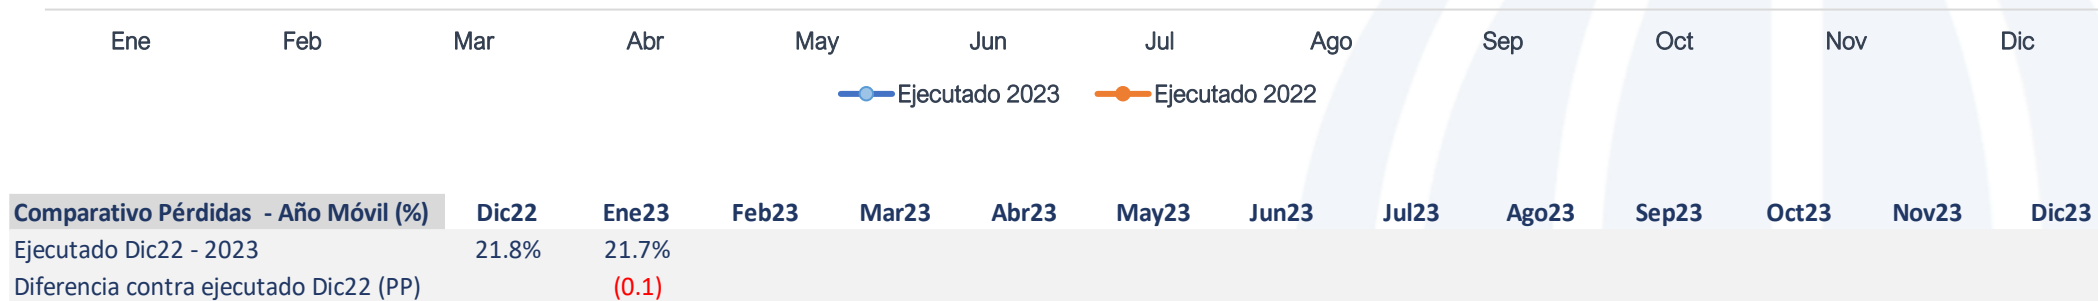 Ene Feb Mar Abr May Jun Jul Ago Sep Oct Nov Dic
Ejecutado 2023 Ejecutado 2022
Comparativo Pérdidas - Año Móvil (%) Dic22 Ene23 Feb23 Mar23 Abr23 May23 Jun23 Jul23 Ago23 Sep23 Oct23 Nov23 Dic23
Ejecutado Dic22 - 2023 21.8% 21.7%
Diferencia contra ejecutado Dic22 (PP) (0.1)